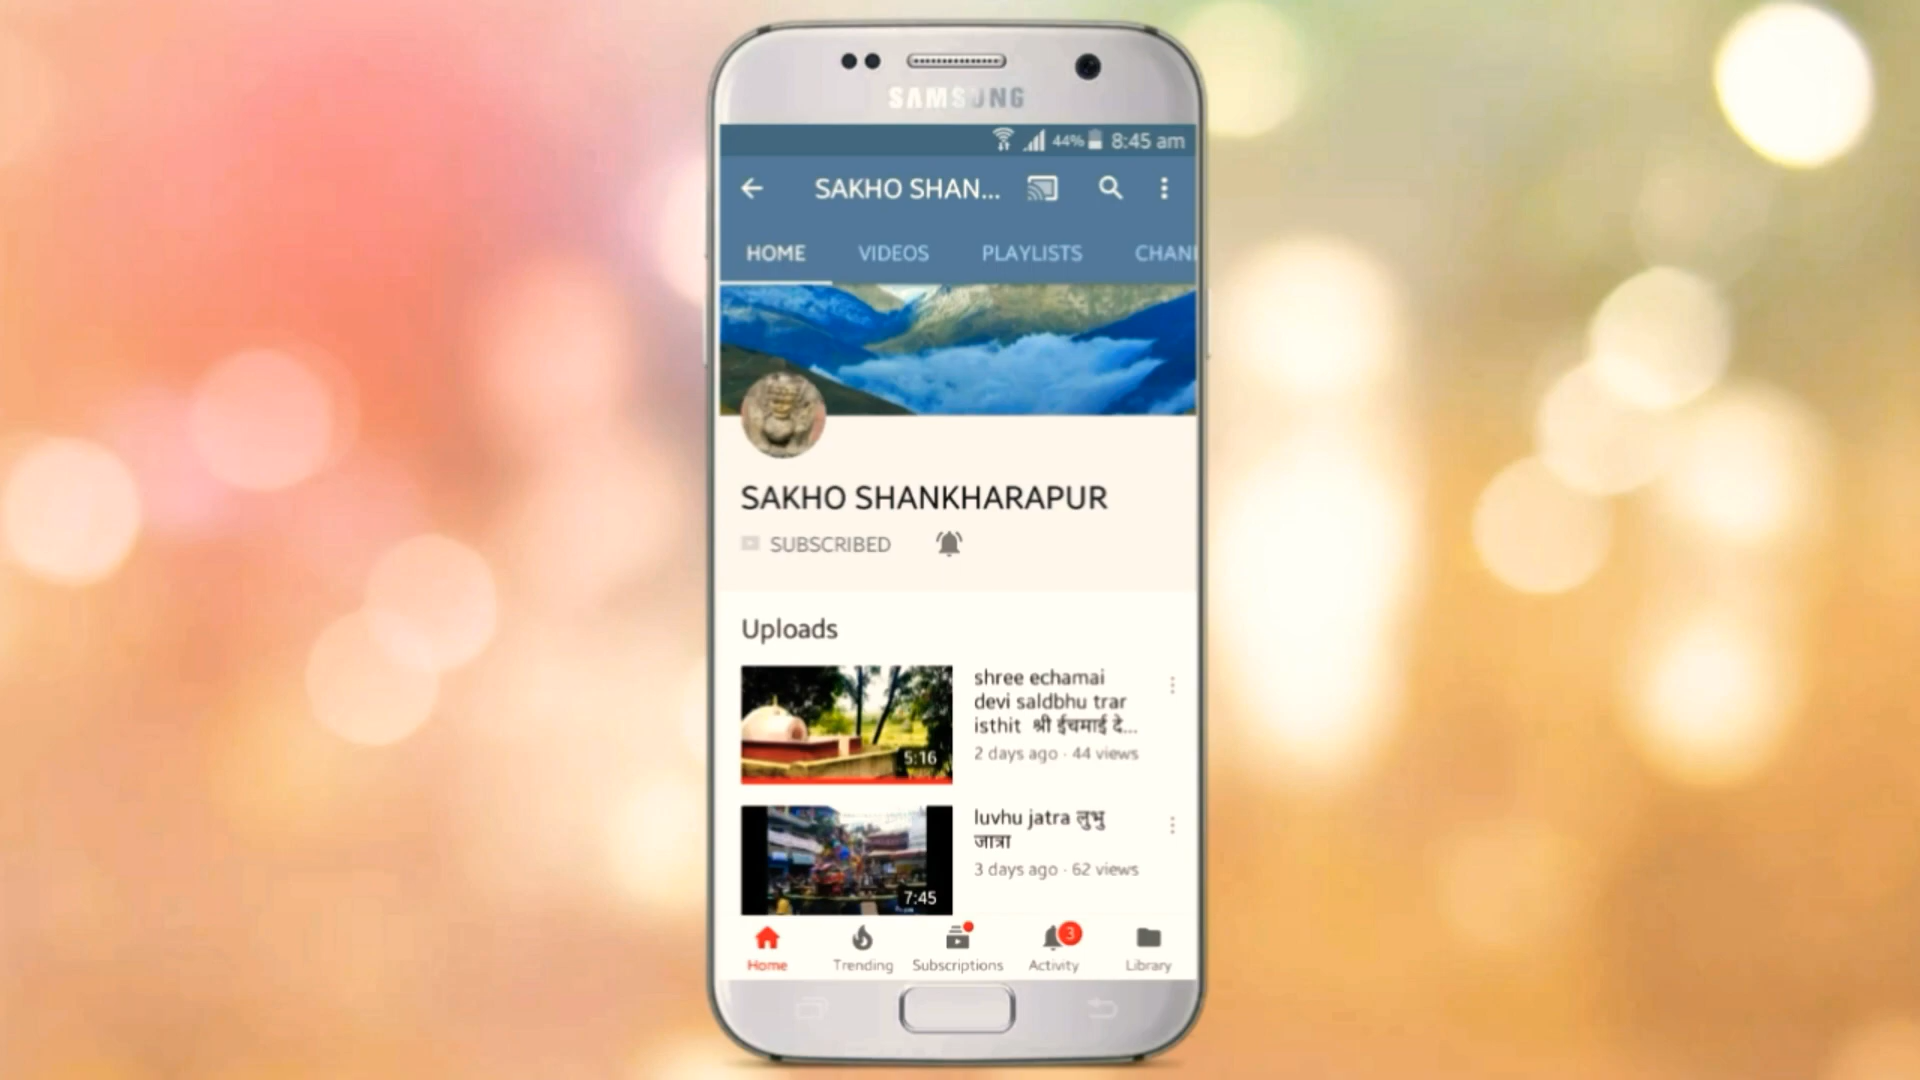 SAMSUNG
44% 8:45 am
SAKHO SHAN...
HOME VIDEOS PLAYLISTS CHAN
SAKHO SHANKHARAPUR
SUBSCRIBED
Uploads
shree echamai
devi saldbhu trar
isthit श्री ईचमाई दे...
2 days ago · 44 views
5:16
luvhu jatra लुभु
जात्रा
3 days ago · 62 views
7:45
3
Home Trending Subscriptions Activity Library